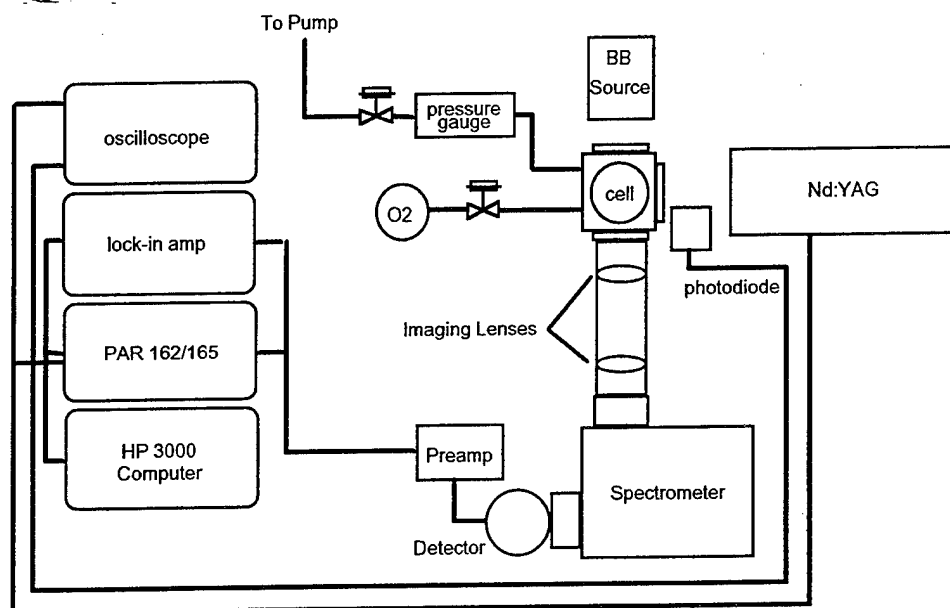 To Pump
BB
Source
oscilloscope
pressure
gauge
Nd:YAG
cell
O2
lock-in amp
photodiode
Imaging Lenses
PAR 162/165
HP 3000
Computer
Preamp
Spectrometer
Detector